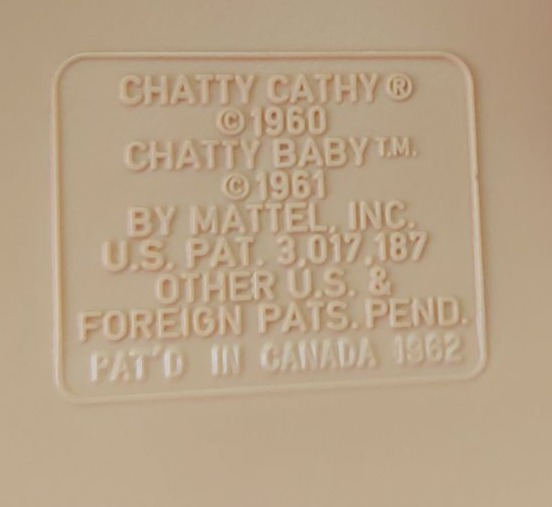 CHATTY CATHY®
©1960
CHATTY BABY T.M.
©1961
BY MATTEL, INC.
U.S. PAT. 3,017,187
OTHER U.S. &
FOREIGN PATS. PEND.
PAT'D IN CANADA 1962